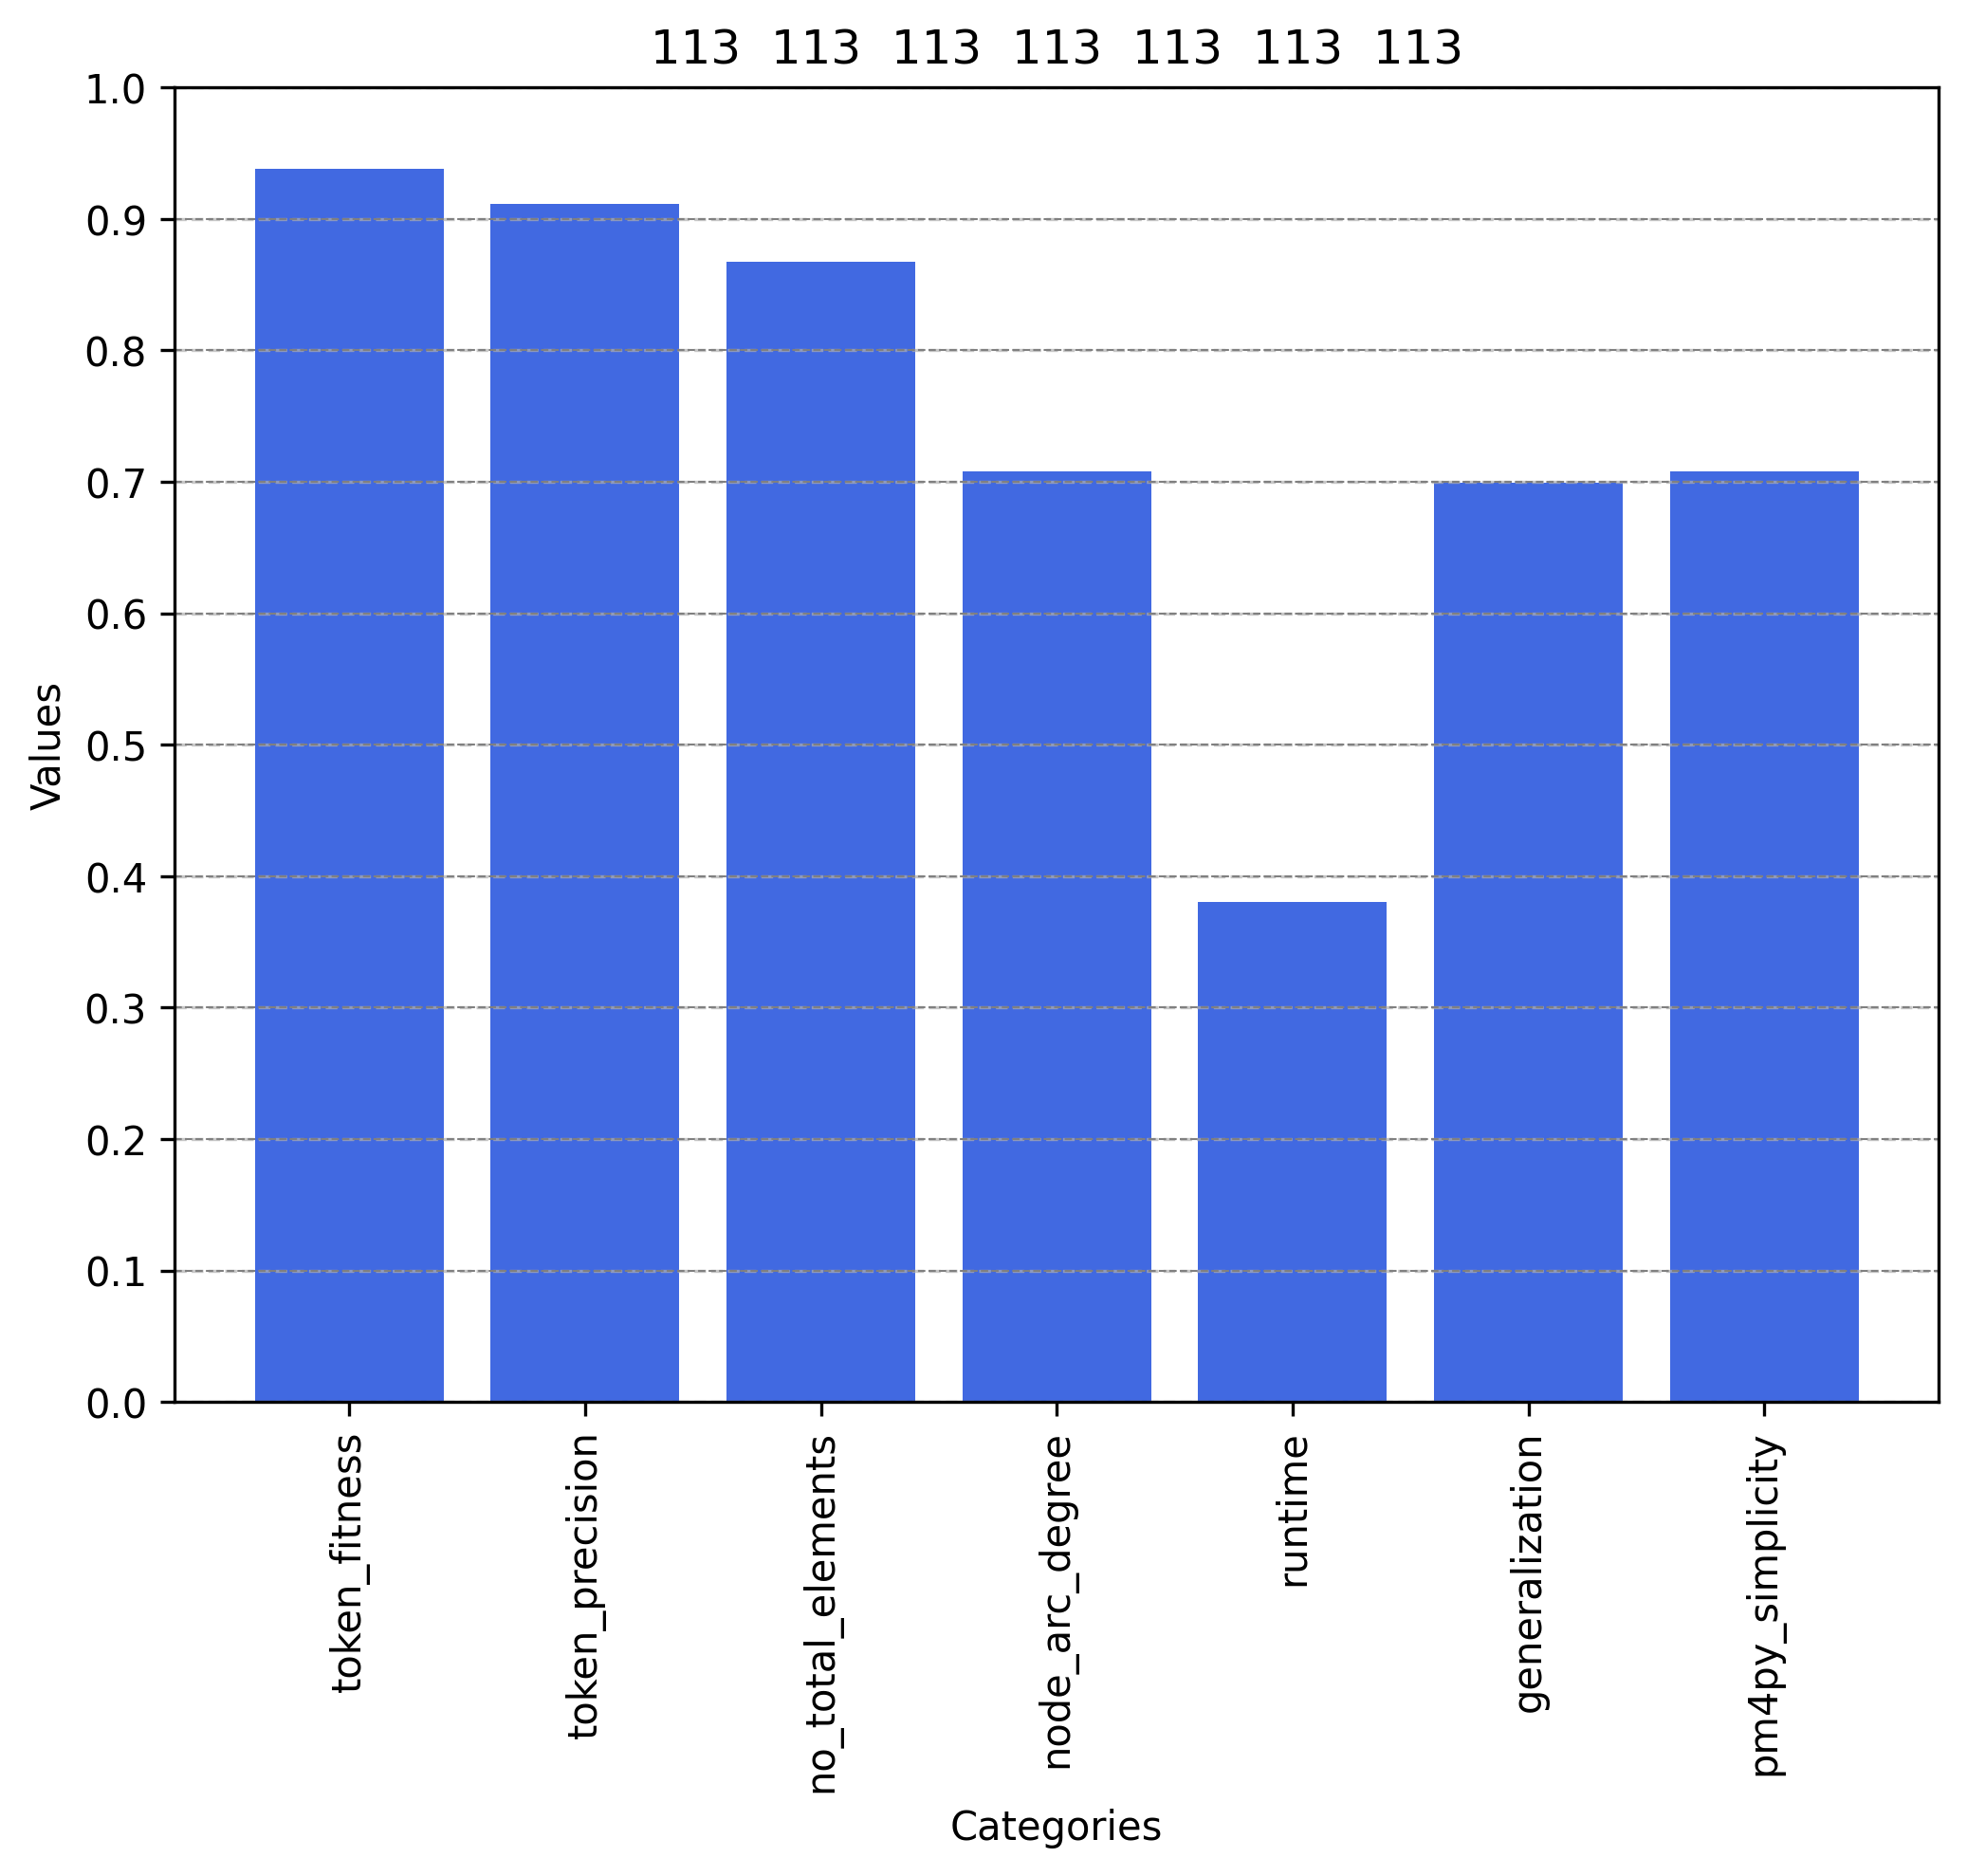 113 113 113 113 113 113 113
1.0
0.9
0.8
0.7
0.6
0.5
0.4
0.3
0.2
0.1
0.0
Values
token_fitness
token_precision
no_total_elements
node_arc_degree
runtime
generalization
pm4py_simplicity
Categories